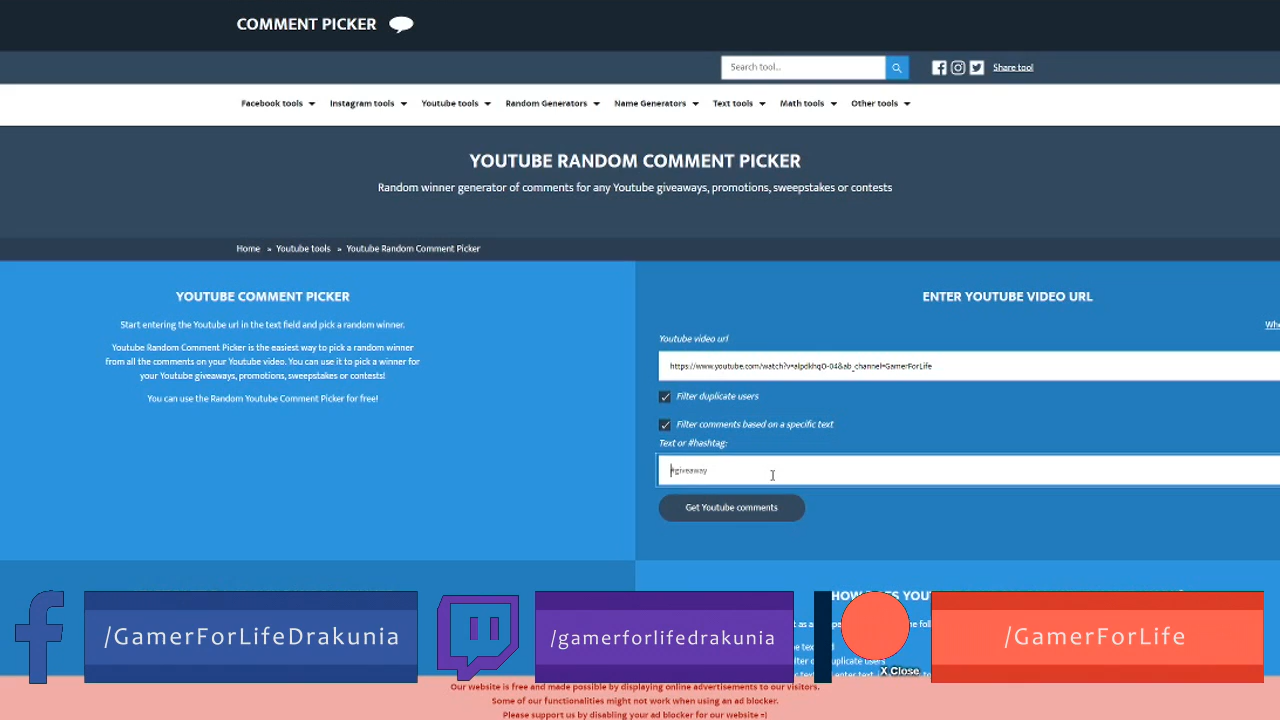 COMMENT PICKER
Search tool...
Share tool
Facebook tools
Instagram tools
Youtube tools
Random Generators
Name Generators
Text tools
Math tools
Other tools
YOUTUBE RANDOM COMMENT PICKER
Random winner generator of comments for any Youtube giveaways, promotions, sweepstakes or contests
Home » Youtube tools » Youtube Random Comment Picker
YOUTUBE COMMENT PICKER
Start entering the Youtube url in the text field and pick a random winner.
Youtube Random Comment Picker is the easiest way to pick a random winner
from all the comments on your Youtube video. You can use it to pick a winner for
your Youtube giveaways, promotions, sweepstakes or contests!
You can use the Random Youtube Comment Picker for free!
ENTER YOUTUBE VIDEO URL
Youtube video url
https://www.youtube.com/watch?v=aIpdkhqO-04&ab_channel=GamerForLife
Filter duplicate users
Filter comments based on a specific text
Text or #hashtag:
#giveaway
Get Youtube comments
/GamerForLifeDrakunia
/gamerforlifedrakunia
/GamerForLife
X Close
Our website is free and made possible by displaying online advertisements to our visitors.
Some of our functionalities might not work when using an ad blocker.
Please support us by disabling your ad blocker for our website =)